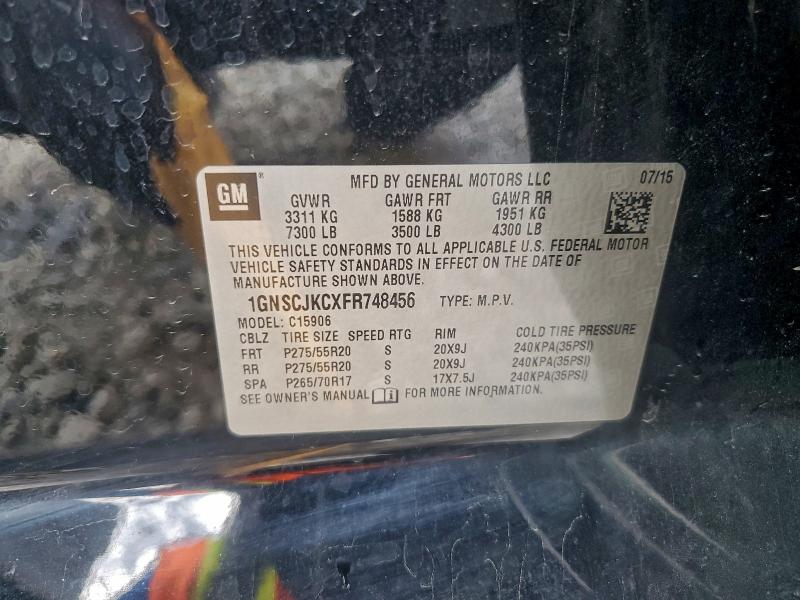 GM ® MFD BY GENERAL MOTORS LLC 07/15
GVWR GAWR FRT GAWR RR
3311 KG 1588 KG 1951 KG
7300 LB 3500 LB 4300 LB
THIS VEHICLE CONFORMS TO ALL APPLICABLE U.S. FEDERAL MOTOR
VEHICLE SAFETY STANDARDS IN EFFECT ON THE DATE OF
MANUFACTURE SHOWN ABOVE.
1GNSCJKCXFR748456 TYPE: M.P.V.
MODEL: C15906
CBLZ TIRE SIZE SPEED RTG RIM COLD TIRE PRESSURE
FRT P275/55R20 S 20X9J 240KPA(35PSI)
RR P275/55R20 S 20X9J 240KPA(35PSI)
SPA P265/70R17 S 17X7.5J 240KPA(35PSI)
SEE OWNER'S MANUAL FOR MORE INFORMATION.